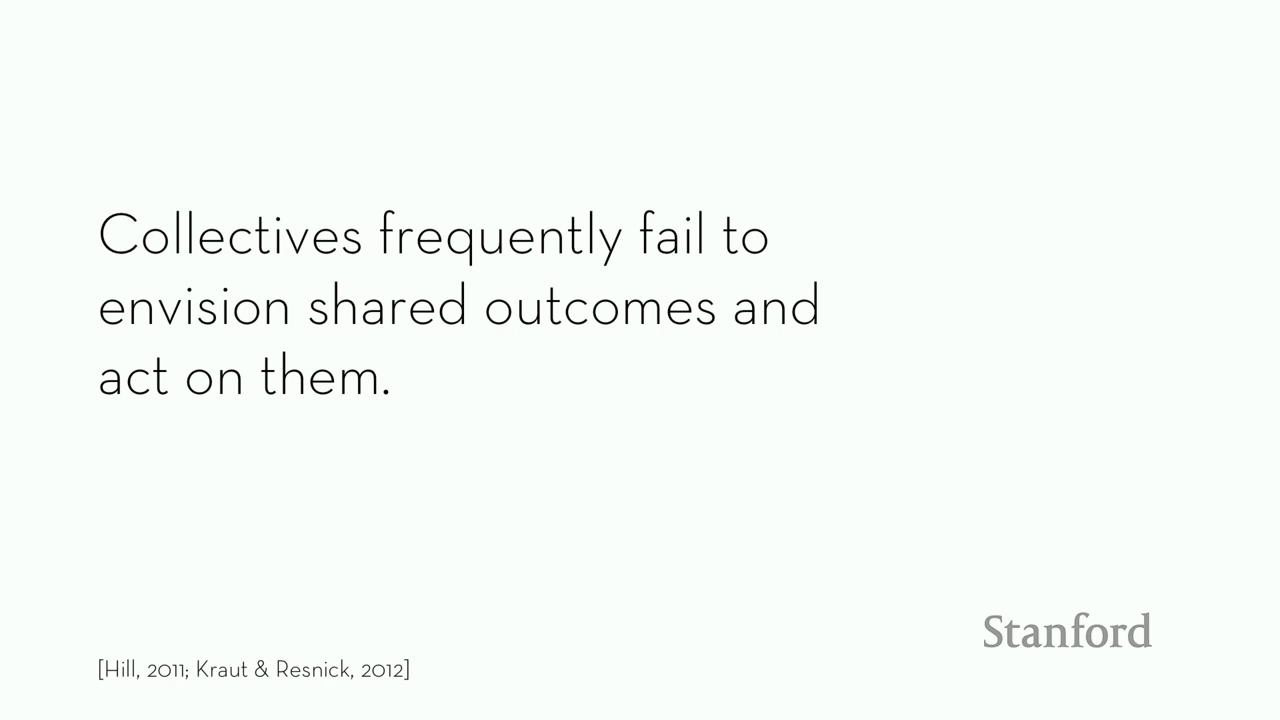 Collectives frequently fail to
envision shared outcomes and
act on them.
Stanford
[Hill, 2011; Kraut & Resnick, 2012]